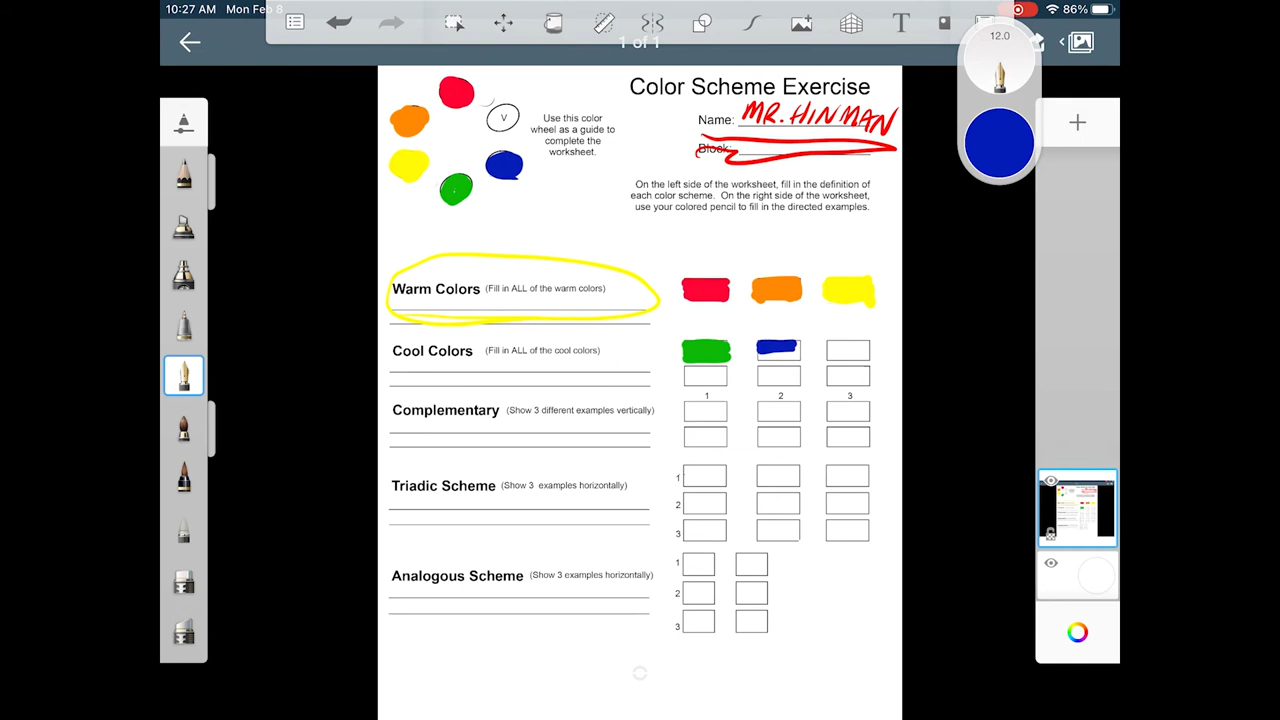 10:27 AM Mon Feb 8
86%
1 of 1
12.0
T
Color Scheme Exercise
Name: MR. HINMAN
Block:
V
Use this color
wheel as a guide to
complete the
worksheet.
On the left side of the worksheet, fill in the definition of
each color scheme. On the right side of the worksheet,
use your colored pencil to fill in the directed examples.
Warm Colors (Fill in ALL of the warm colors)
Cool Colors (Fill in ALL of the cool colors)
1 2 3
Complementary (Show 3 different examples vertically)
Triadic Scheme (Show 3 examples horizontally)
1
2
3
Analogous Scheme (Show 3 examples horizontally)
1
2
3